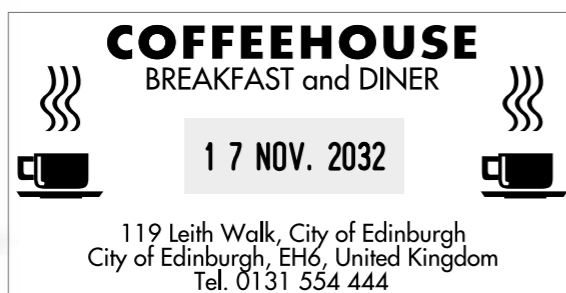 COFFEEHOUSE
BREAKFAST and DINER
1 7 NOV. 2032
119 Leith Walk, City of Edinburgh
City of Edinburgh, EH6, United Kingdom
Tel. 0131 554 444